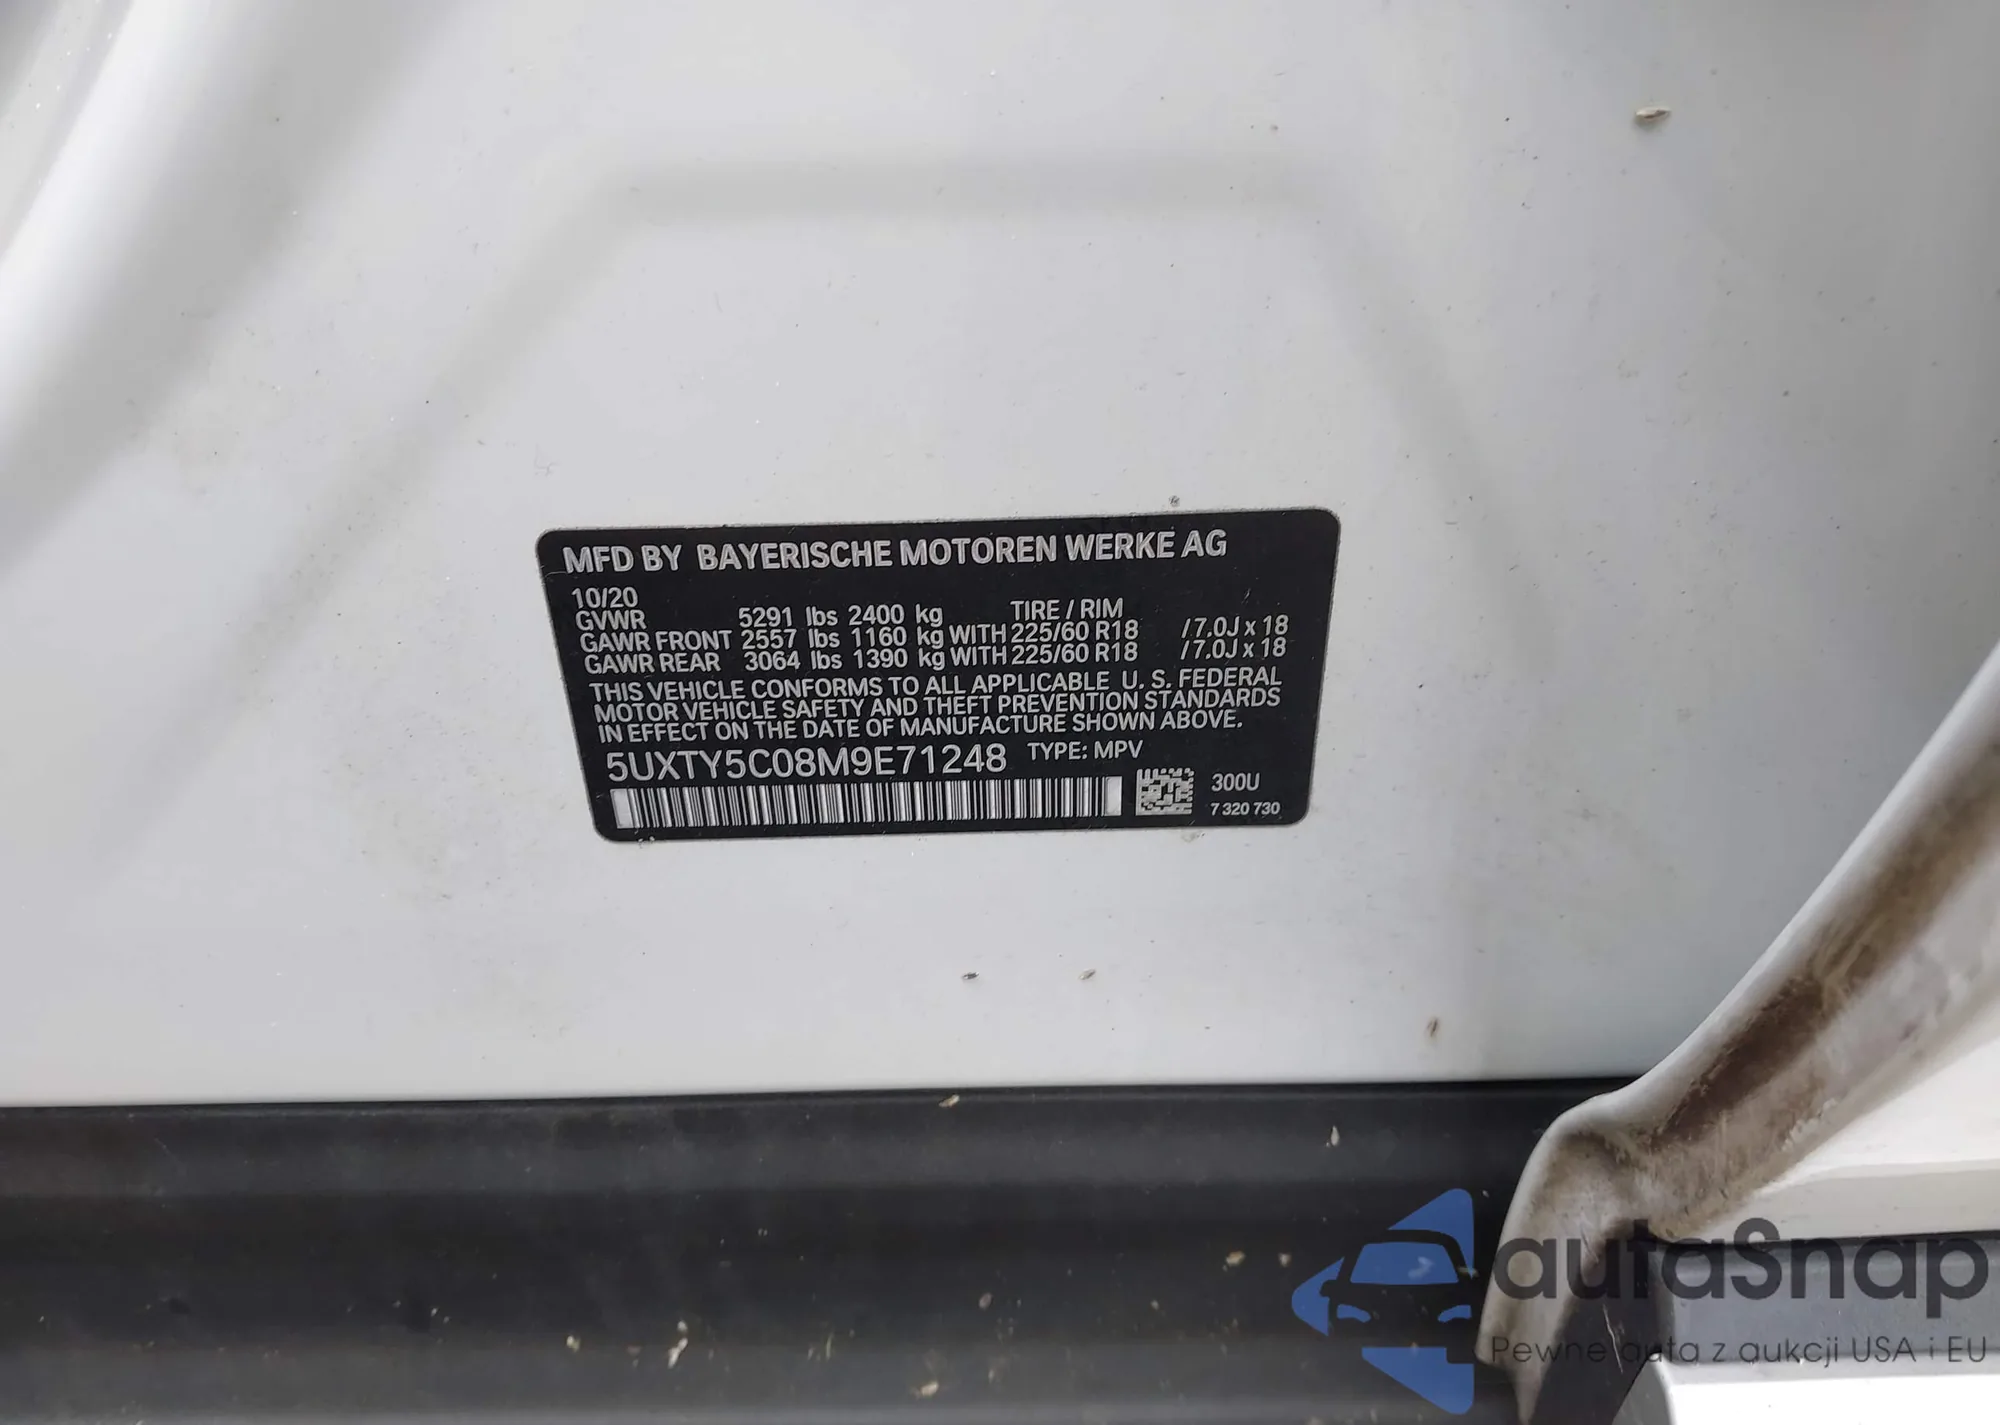 MFD BY BAYERISCHE MOTOREN WERKE AG
10/20
GVWR 5291 lbs 2400 kg TIRE / RIM
GAWR FRONT 2557 lbs 1160 kg WITH 225/60 R18 / 7.0J x 18
GAWR REAR 3064 lbs 1390 kg WITH 225/60 R18 / 7.0J x 18
THIS VEHICLE CONFORMS TO ALL APPLICABLE U. S. FEDERAL
MOTOR VEHICLE SAFETY AND THEFT PREVENTION STANDARDS
IN EFFECT ON THE DATE OF MANUFACTURE SHOWN ABOVE.
5UXTY5C08M9E71248 TYPE: MPV
300U
7 320 730
autaSnap
Pewne auta z aukcji USA i EU